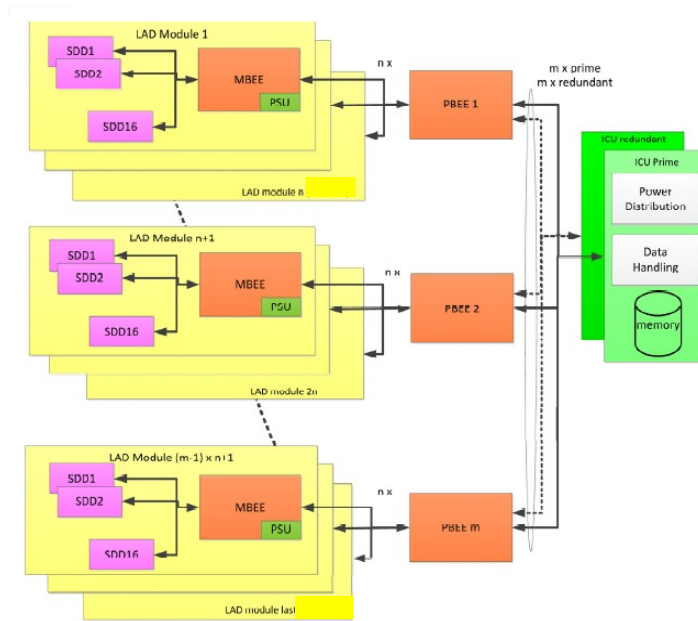 LAD Module 1
SDD1
SDD2
SDD16
MBEE
PSU
LAD module n
n x
PBEE 1
m x prime
m x redundant
ICU redundant
ICU Prime
Power
Distribution
Data
Handling
memory
LAD Module n+1
SDD1
SDD2
SDD16
MBEE
PSU
LAD module 2n
n x
PBEE 2
LAD Module (m-1) x n+1
SDD1
SDD2
SDD16
MBEE
PSU
LAD module last
n x
PBEE m